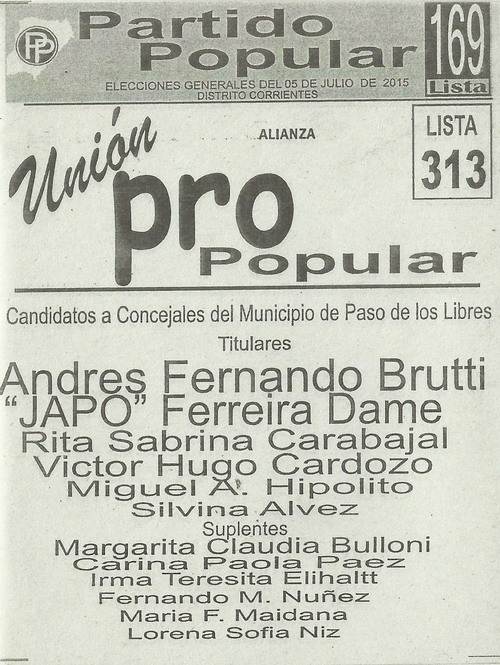 PP
Partido
Popular
169
Lista
ELECCIONES GENERALES DEL 05 DE JULIO DE 2015
DISTRITO CORRIENTES
ALIANZA
LISTA
313
Unión
pro
Popular
Candidatos a Concejales del Municipio de Paso de los Libres
Titulares
Andres Fernando Brutti
"JAPO" Ferreira Dame
Rita Sabrina Carabajal
Victor Hugo Cardozo
Miguel A. Hipolito
Silvina Alvez
Suplentes
Margarita Claudia Bulloni
Carina Paola Paez
Irma Teresita Elihaltt
Fernando M. Nuñez
Maria F. Maidana
Lorena Sofia Niz